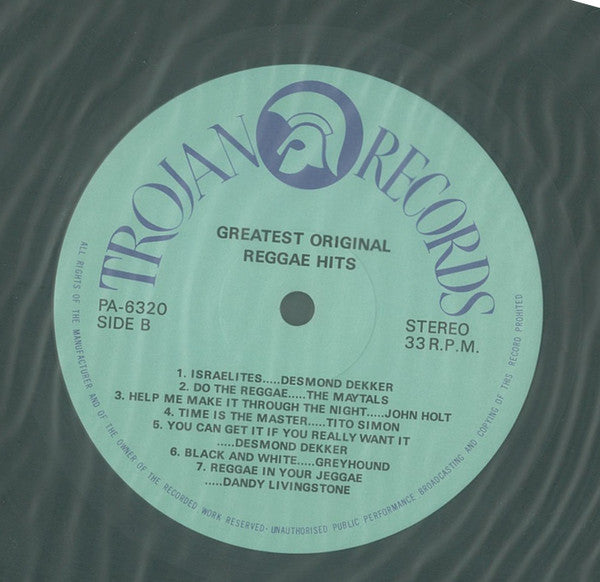 TROJAN RECORDS
GREATEST ORIGINAL
REGGAE HITS
PA-6320
SIDE B
STEREO
33 R.P.M.
1. ISRAELITES.....DESMOND DEKKER
2. DO THE REGGAE.....THE MAYTALS
3. HELP ME MAKE IT THROUGH THE NIGHT.....JOHN HOLT
4. TIME IS THE MASTER.....TITO SIMON
5. YOU CAN GET IT IF YOU REALLY WANT IT
.....DESMOND DEKKER
6. BLACK AND WHITE.....GREYHOUND
7. REGGAE IN YOUR JEGGAE
.....DANDY LIVINGSTONE
ALL RIGHTS OF THE MANUFACTURER AND OF THE OWNER OF THE RECORDED WORK RESERVED · UNAUTHORISED PUBLIC PERFORMANCE BROADCASTING AND COPYING OF THIS RECORD PROHIBITED